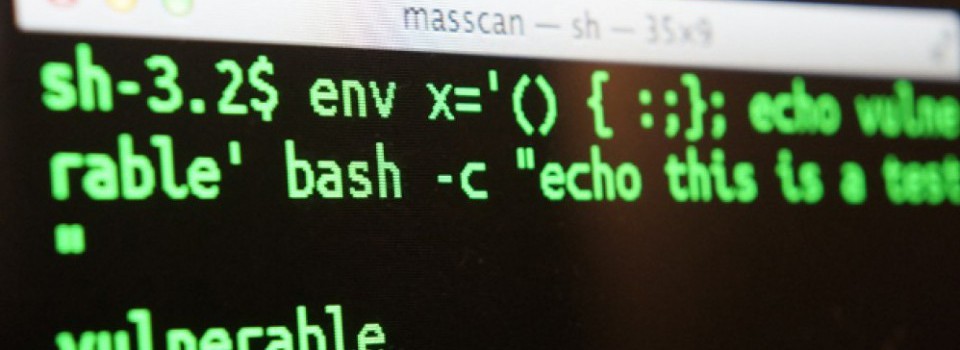 masscan — sh — 35×9
sh-3.2$ env x='() { :;}; echo vulne
rable' bash -c "echo this is a test
"
vulnerable